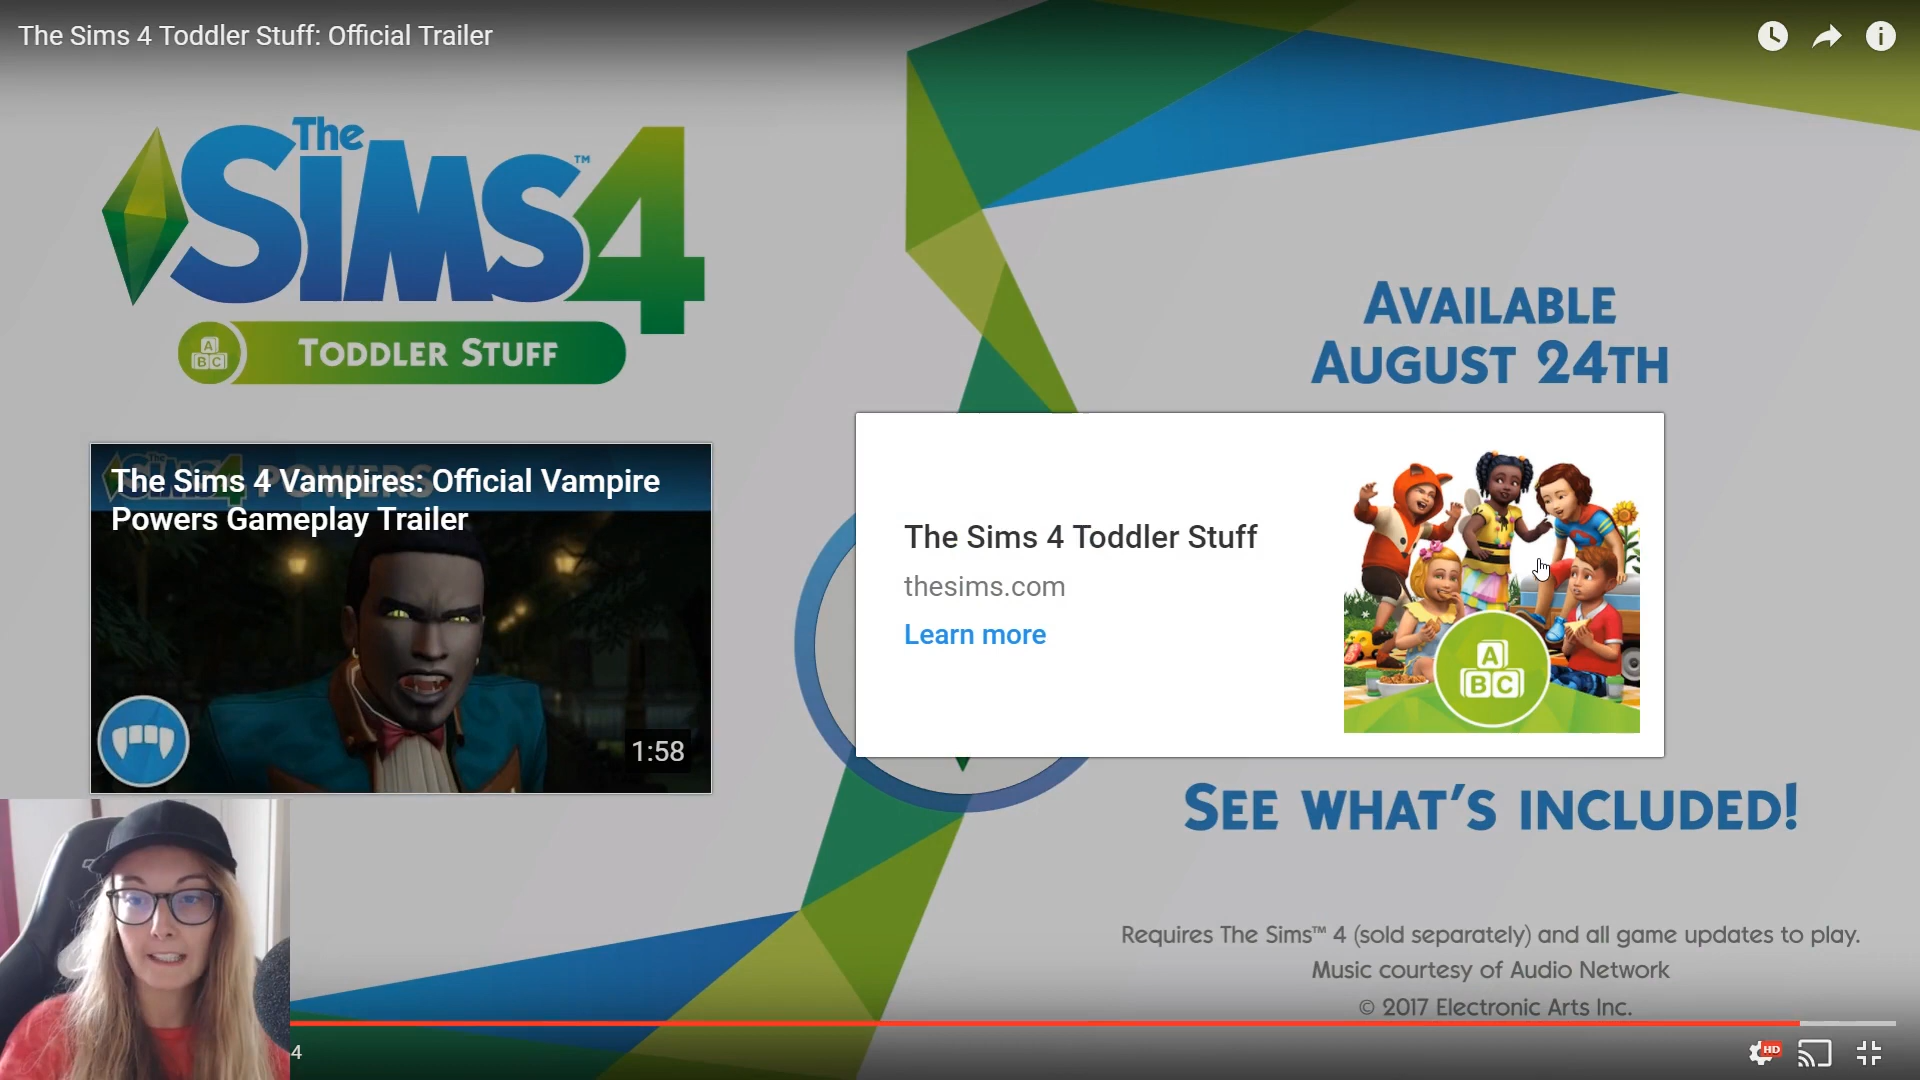 The Sims 4 Toddler Stuff: Official Trailer
The
SIMS 4
™
A
B C
TODDLER STUFF
AVAILABLE
AUGUST 24TH
The Sims 4 Vampires: Official Vampire
Powers Gameplay Trailer
1:58
The Sims 4 Toddler Stuff
thesims.com
Learn more
A
B C
SEE WHAT'S INCLUDED!
Requires The Sims™ 4 (sold separately) and all game updates to play.
Music courtesy of Audio Network
© 2017 Electronic Arts Inc.
4
HD